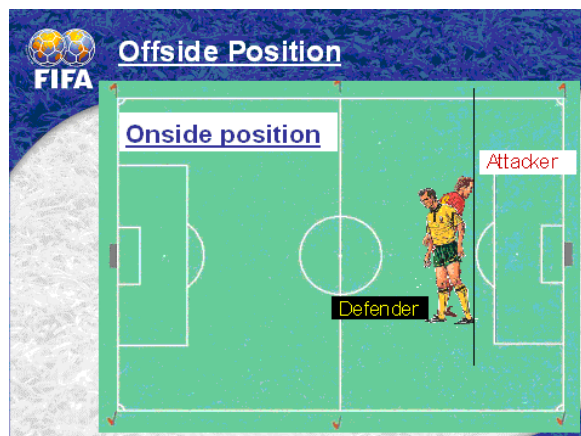 Offside Position
FIFA
Onside position
Attacker
Defender